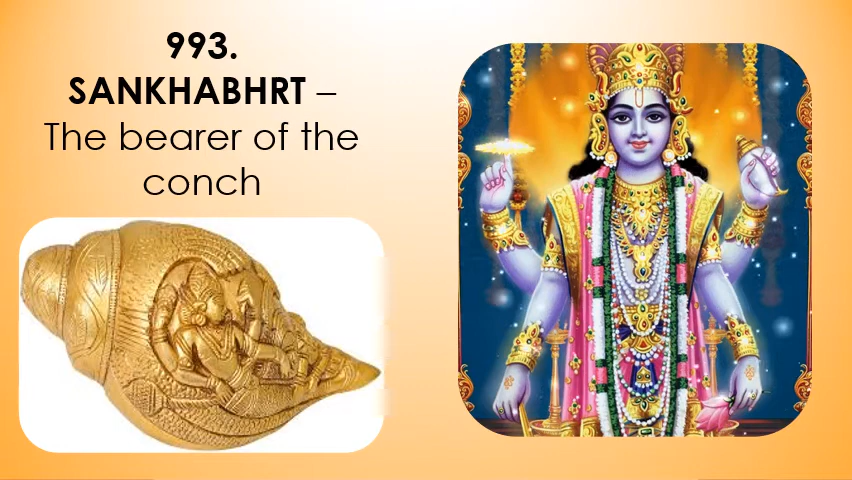 993.
SANKHABHRT –
The bearer of the
conch